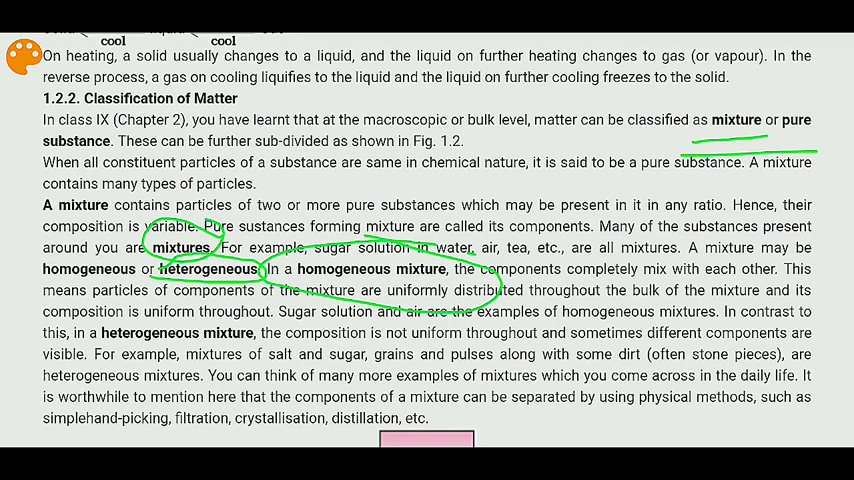 cool cool
On heating, a solid usually changes to a liquid, and the liquid on further heating changes to gas (or vapour). In the
reverse process, a gas on cooling liquifies to the liquid and the liquid on further cooling freezes to the solid.
1.2.2. Classification of Matter
In class IX (Chapter 2), you have learnt that at the macroscopic or bulk level, matter can be classified as mixture or pure
substance. These can be further sub-divided as shown in Fig. 1.2.
When all constituent particles of a substance are same in chemical nature, it is said to be a pure substance. A mixture
contains many types of particles.
A mixture contains particles of two or more pure substances which may be present in it in any ratio. Hence, their
composition is variable. Pure sustances forming mixture are called its components. Many of the substances present
around you are mixtures. For example, sugar solution in water, air, tea, etc., are all mixtures. A mixture may be
homogeneous or heterogeneous. In a homogeneous mixture, the components completely mix with each other. This
means particles of components of the mixture are uniformly distributed throughout the bulk of the mixture and its
composition is uniform throughout. Sugar solution and air are the examples of homogeneous mixtures. In contrast to
this, in a heterogeneous mixture, the composition is not uniform throughout and sometimes different components are
visible. For example, mixtures of salt and sugar, grains and pulses along with some dirt (often stone pieces), are
heterogeneous mixtures. You can think of many more examples of mixtures which you come across in the daily life. It
is worthwhile to mention here that the components of a mixture can be separated by using physical methods, such as
simplehand-picking, filtration, crystallisation, distillation, etc.